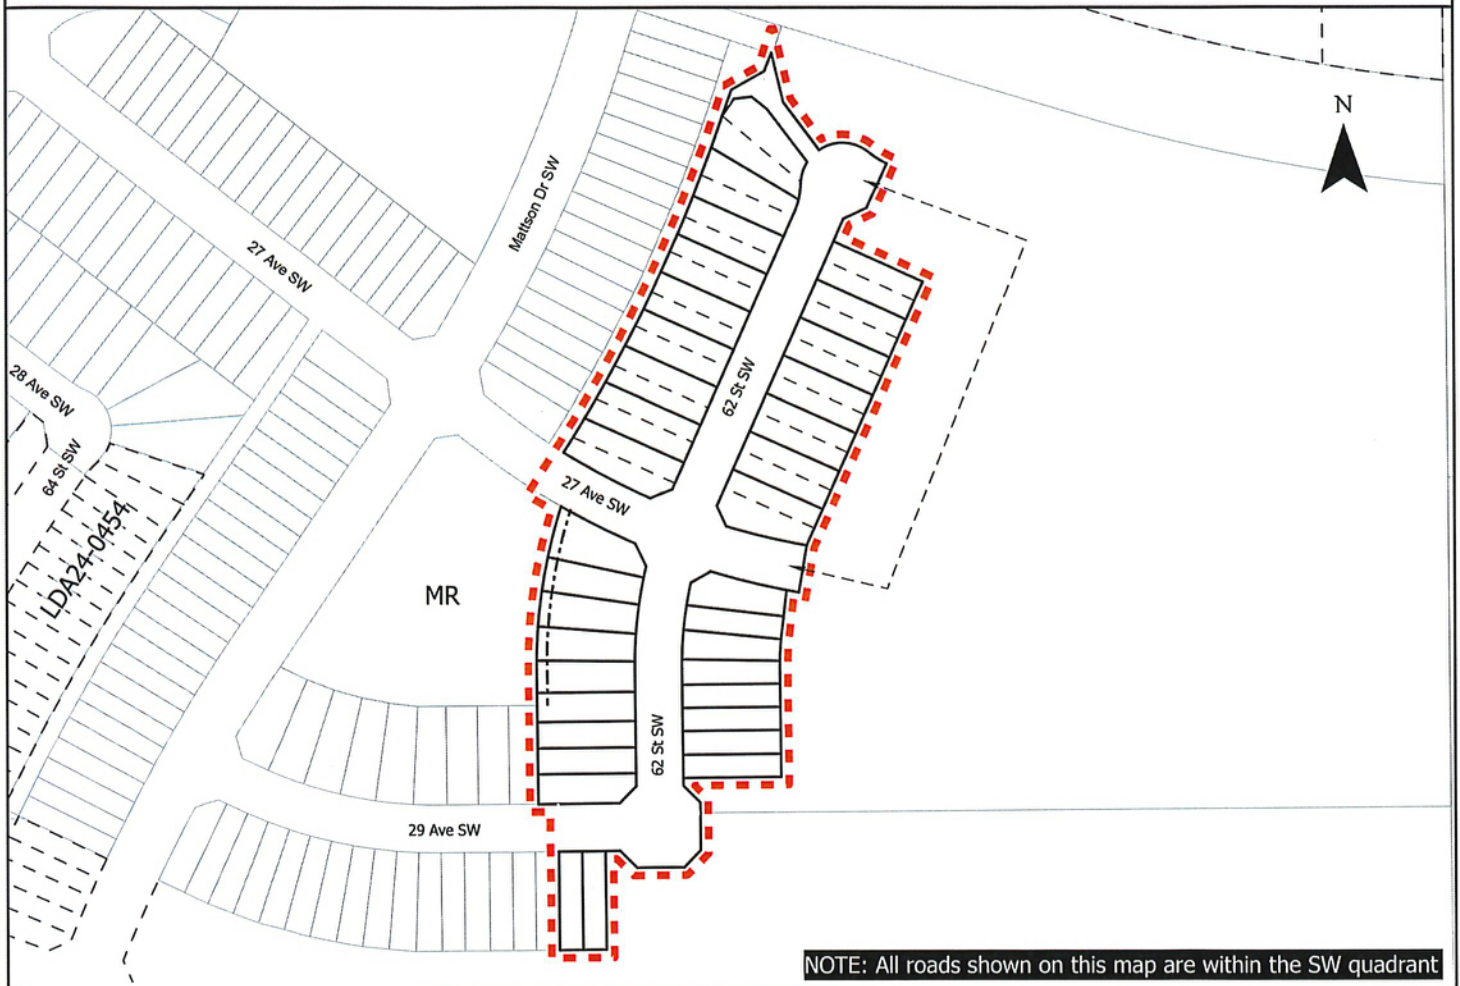 N
Mattson Dr SW
27 Ave SW
28 Ave SW
64 St SW
62 St SW
27 Ave SW
LDA24-0454
MR
62 St SW
29 Ave SW
NOTE: All roads shown on this map are within the SW quadrant